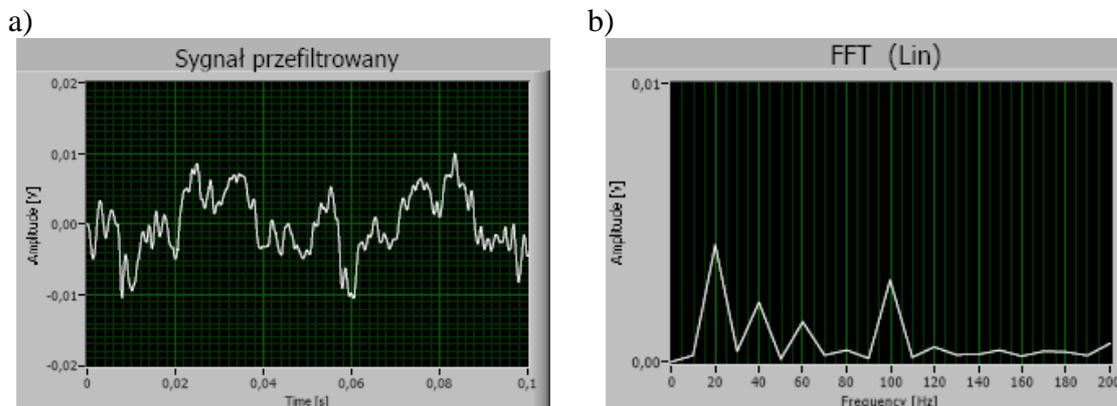 a)
Sygnał przefiltrowany
0,02
0,01
0,00
-0,01
-0,02
Amplitude [V]
0 0,02 0,04 0,06 0,08 0,1
Time [s]
b)
FFT (Lin)
0,01
0,00
Amplitude [V]
0 20 40 60 80 100 120 140 160 180 200
Frequency [Hz]